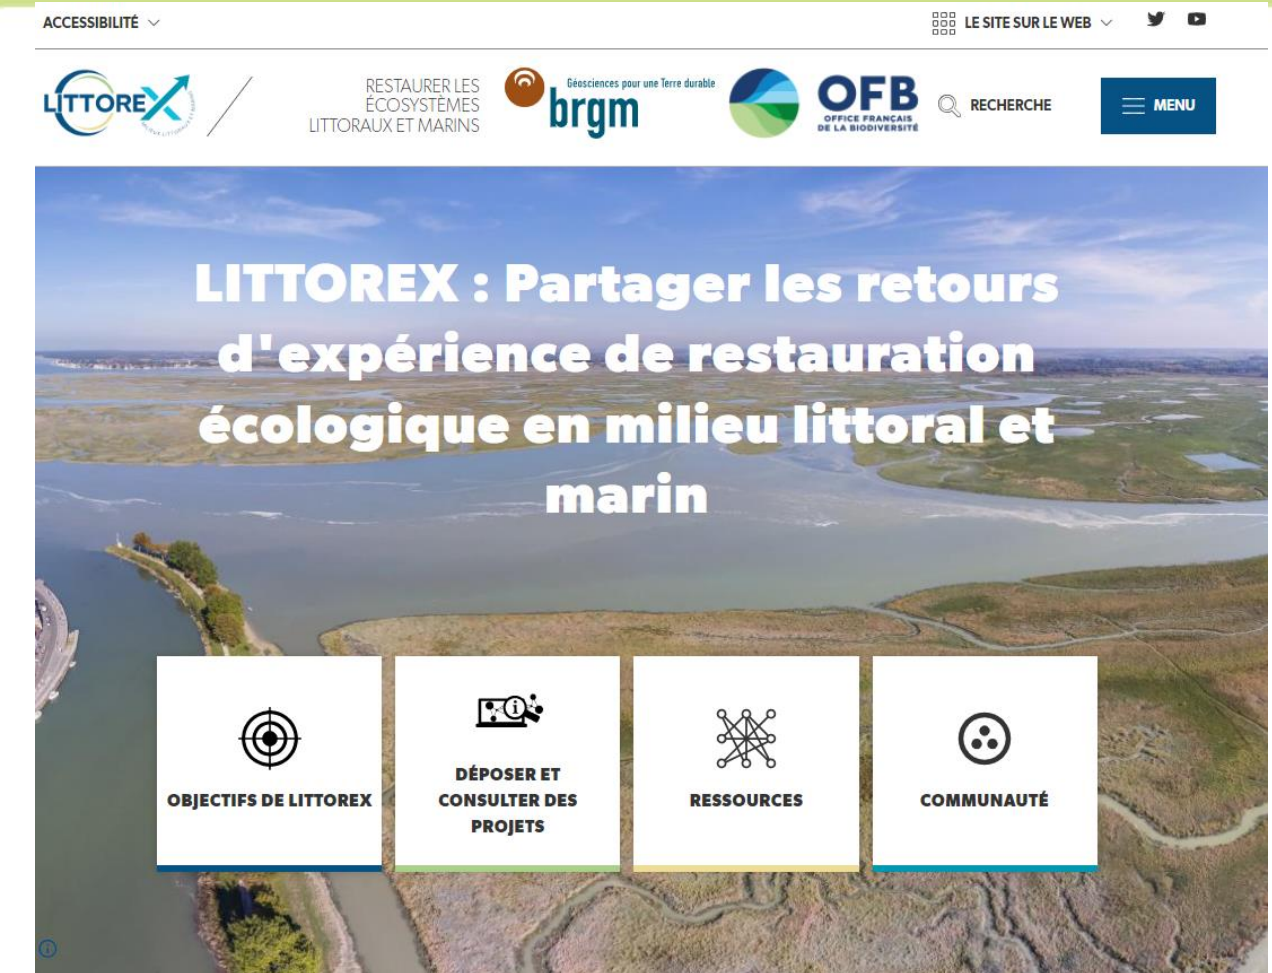 ACCESSIBILITÉ
LE SITE SUR LE WEB
LITTOREX
RESTAURER LES
ÉCOSYSTÈMES
LITTORAUX ET MARINS
Géosciences pour une Terre durable
brgm
OFB
OFFICE FRANÇAIS
DE LA BIODIVERSITÉ
RECHERCHE
MENU
LITTOREX : Partager les retours
d'expérience de restauration
écologique en milieu littoral et
marin
OBJECTIFS DE LITTOREX
DÉPOSER ET
CONSULTER DES
PROJETS
RESSOURCES
COMMUNAUTÉ